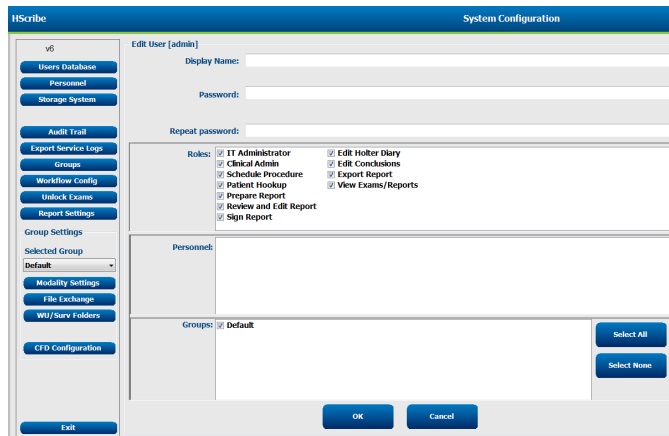 HScribe System Configuration
v6
Users Database
Personnel
Storage System
Audit Trail
Export Service Logs
Groups
Workflow Config
Unlock Exams
Report Settings
Group Settings
Selected Group
Default
Modality Settings
File Exchange
WU/Surv Folders
CFD Configuration
Exit
Edit User [admin]
Display Name:
Password:
Repeat password:
Roles:
IT Administrator
Clinical Admin
Schedule Procedure
Patient Hookup
Prepare Report
Review and Edit Report
Sign Report
Edit Holter Diary
Edit Conclusions
Export Report
View Exams/Reports
Personnel:
Groups: Default
Select All
Select None
OK Cancel